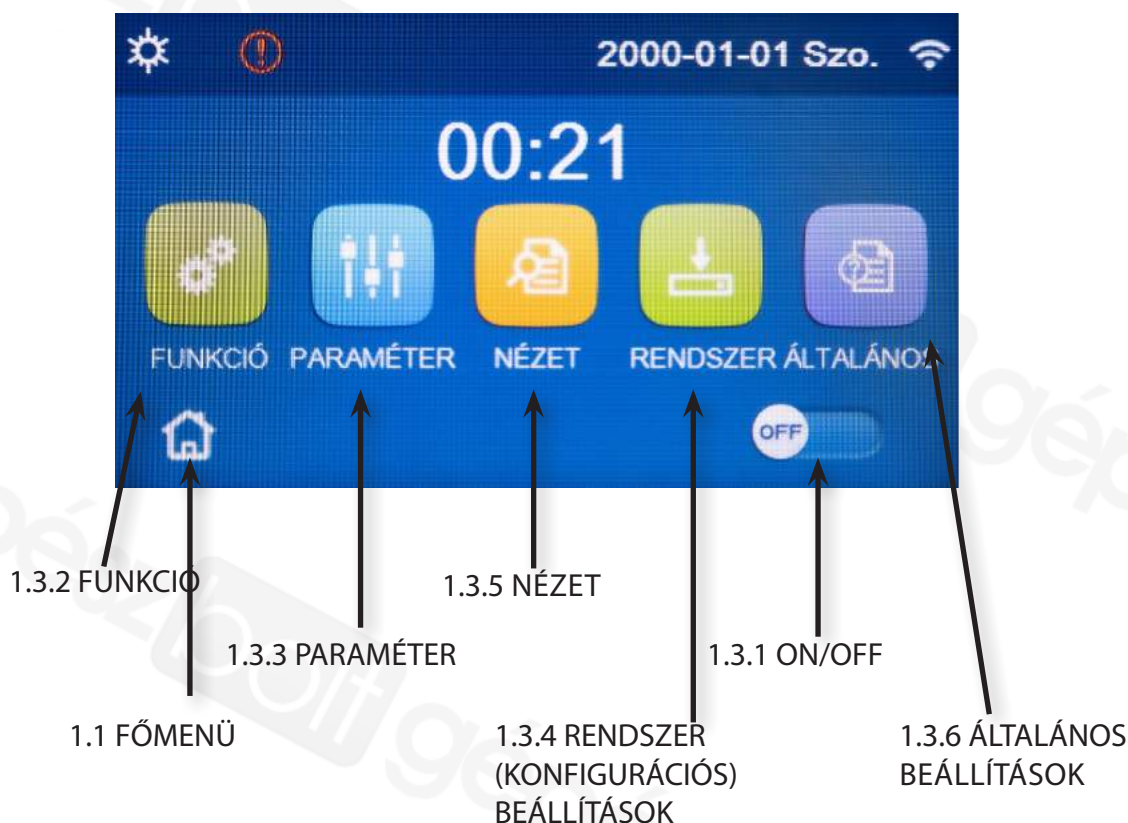 2000-01-01 Szo.
00:21
FUNKCIÓ PARAMÉTER NÉZET RENDSZER ÁLTALÁNOS
OFF
1.3.2 FUNKCIÓ
1.3.5 NÉZET
1.3.3 PARAMÉTER
1.3.1 ON/OFF
1.1 FŐMENÜ
1.3.4 RENDSZER
(KONFIGURÁCIÓS)
BEÁLLÍTÁSOK
1.3.6 ÁLTALÁNOS
BEÁLLÍTÁSOK